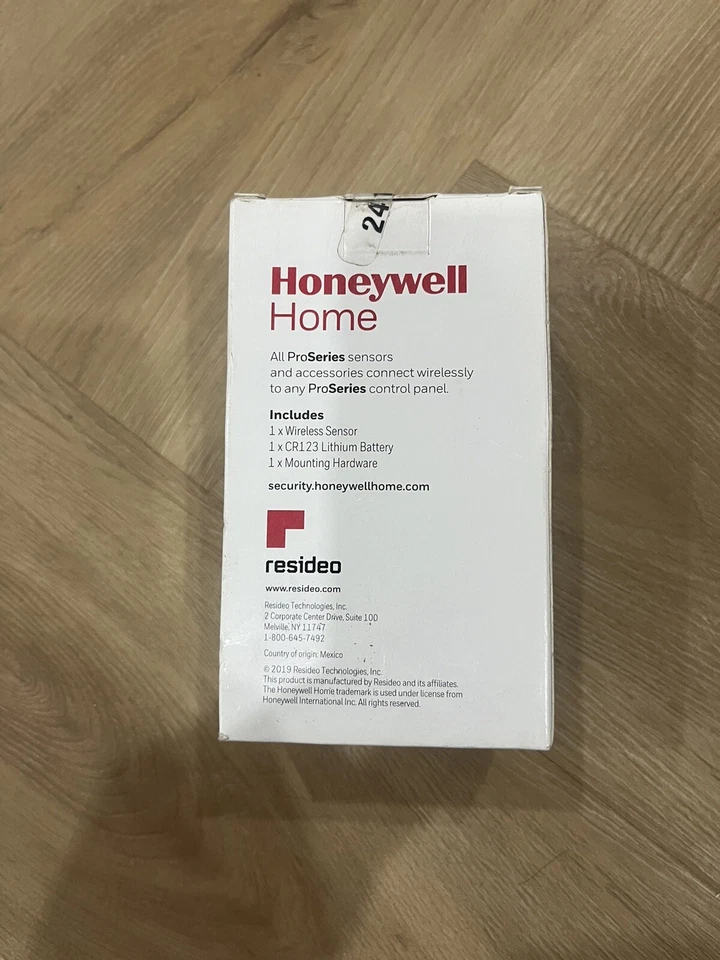 24
Honeywell
Home
All ProSeries sensors
and accessories connect wirelessly
to any ProSeries control panel.
Includes
1 x Wireless Sensor
1 x CR123 Lithium Battery
1 x Mounting Hardware
security.honeywellhome.com
resideo
www.resideo.com
Resideo Technologies, Inc.
2 Corporate Center Drive, Suite 100
Melville, NY 11747
1-800-645-7492
Country of origin: Mexico
© 2019 Resideo Technologies, Inc.
This product is manufactured by Resideo and its affiliates.
The Honeywell Home trademark is used under license from
Honeywell International Inc. All rights reserved.